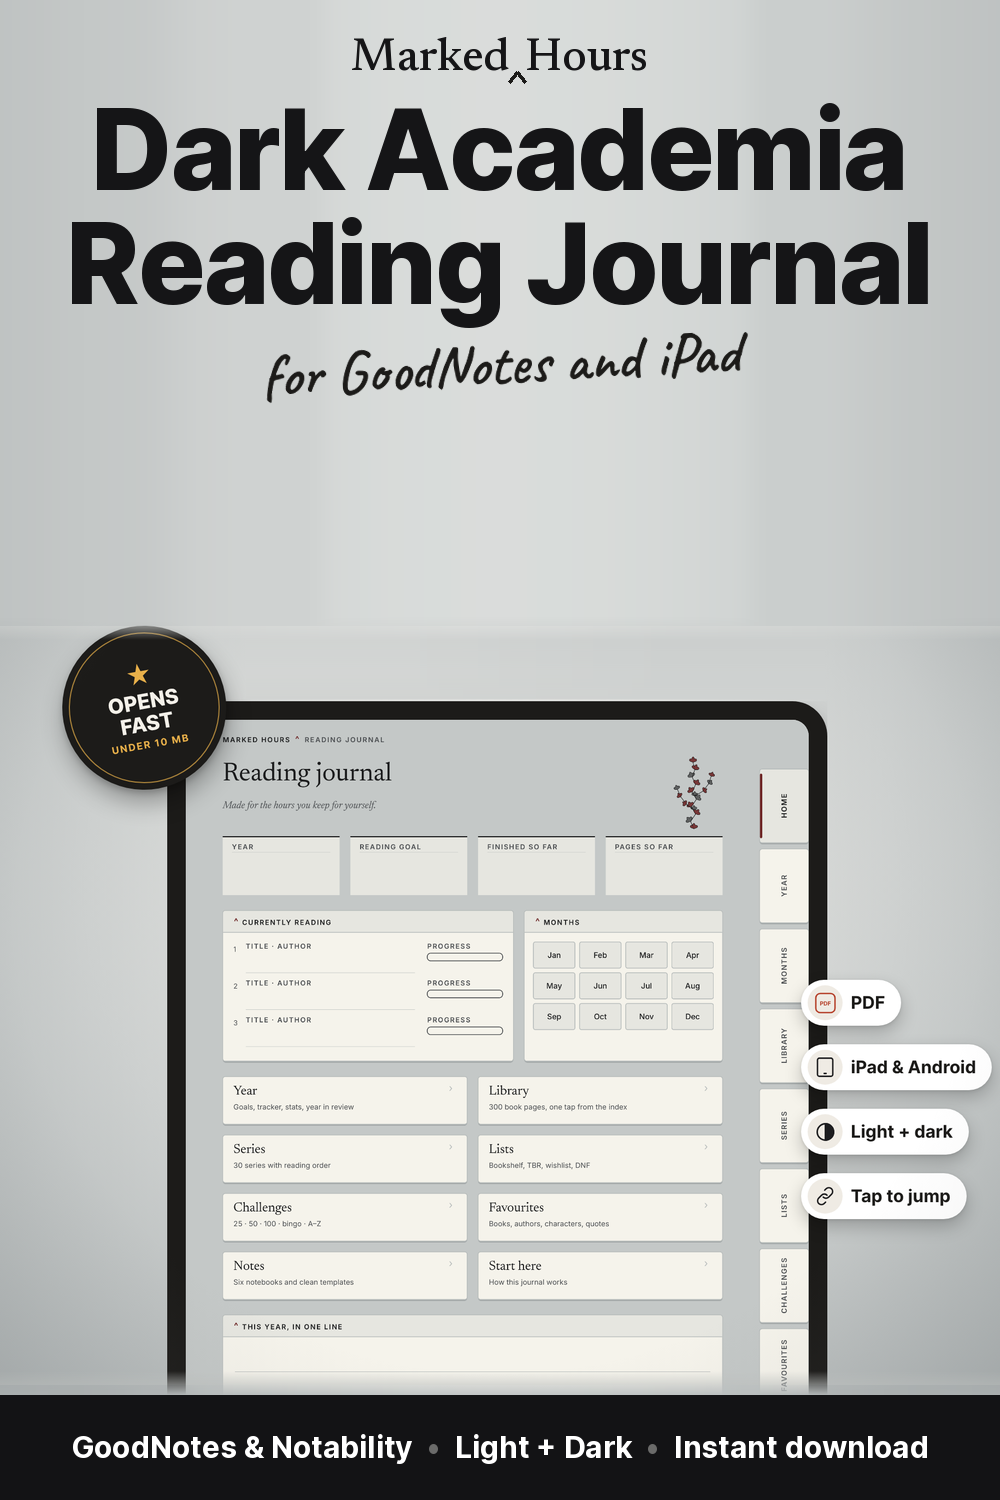 Marked ^ Hours
Dark Academia
Reading Journal
for GoodNotes and iPad
OPENS
FAST
UNDER 10 MB
MARKED HOURS ^ READING JOURNAL
Reading journal
Made for the hours you keep for yourself.
YEAR
READING GOAL
FINISHED SO FAR
PAGES SO FAR
^ CURRENTLY READING
1 TITLE · AUTHOR PROGRESS
2 TITLE · AUTHOR PROGRESS
3 TITLE · AUTHOR PROGRESS
^ MONTHS
Jan Feb Mar Apr
May Jun Jul Aug
Sep Oct Nov Dec
Year
Goals, tracker, stats, year in review
Library
300 book pages, one tap from the index
Series
30 series with reading order
Lists
Bookshelf, TBR, wishlist, DNF
Challenges
25 · 50 · 100 · bingo · A–Z
Favourites
Books, authors, characters, quotes
Notes
Six notebooks and clean templates
Start here
How this journal works
^ THIS YEAR, IN ONE LINE
HOME
YEAR
MONTHS
LIBRARY
SERIES
LISTS
CHALLENGES
FAVOURITES
PDF PDF
iPad & Android
Light + dark
Tap to jump
GoodNotes & Notability • Light + Dark • Instant download